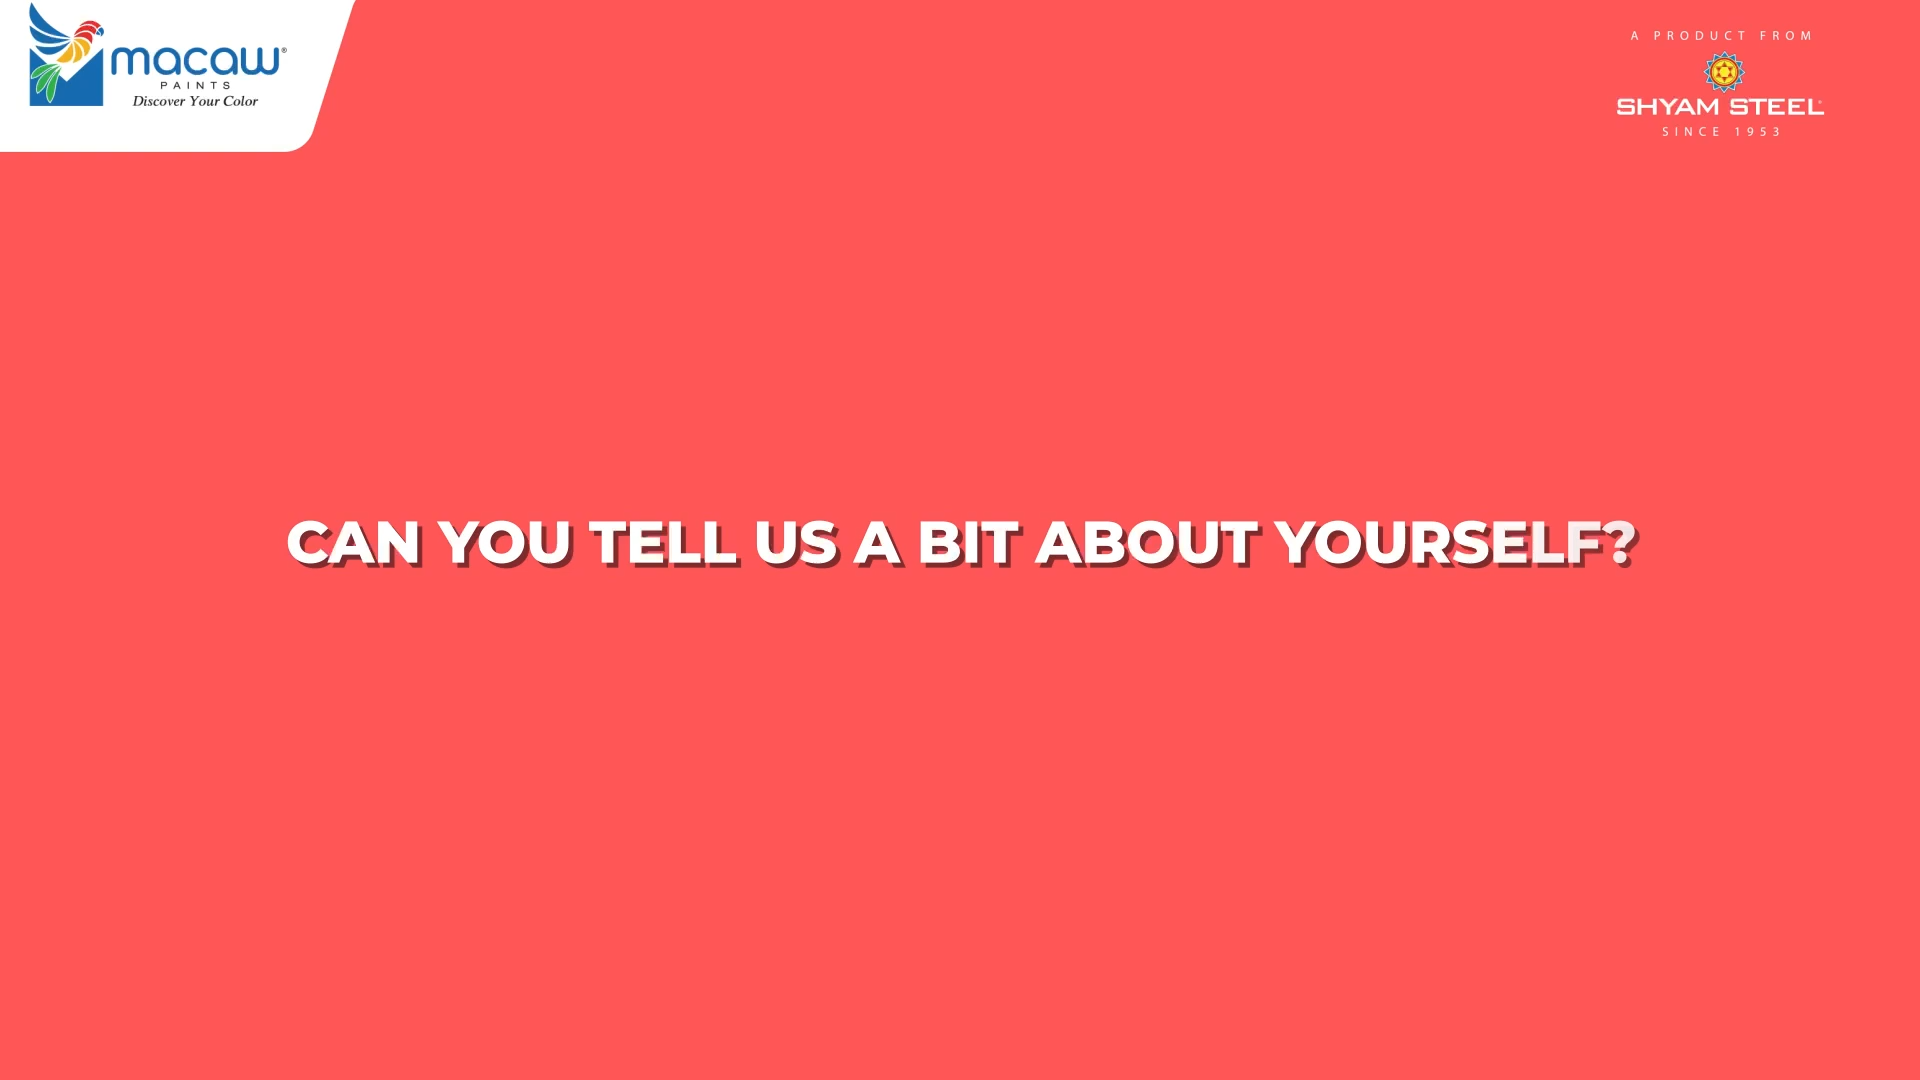 macaw®
PAINTS
Discover Your Color
A PRODUCT FROM
SHYAM STEEL®
SINCE 1953
CAN YOU TELL US A BIT ABOUT YOURSELF?